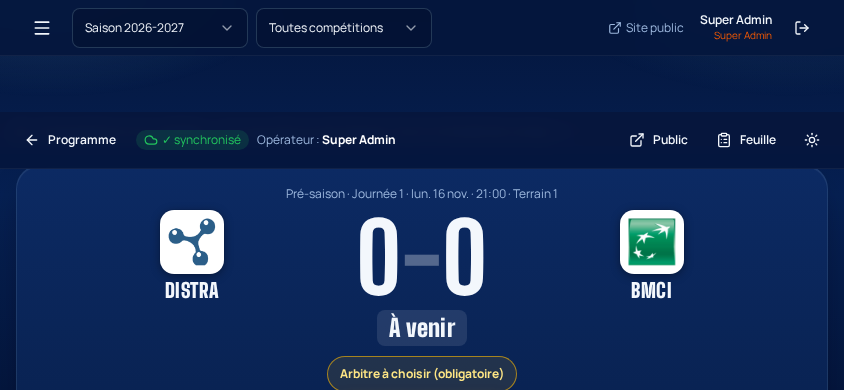 Saison 2026-2027
Toutes compétitions
Site public
Super Admin
Super Admin
Programme
✓ synchronisé
Opérateur : Super Admin
Public
Feuille
Pré-saison · Journée 1 · lun. 16 nov. · 21:00 · Terrain 1
0–0
DISTRA
BMCI
À venir
Arbitre à choisir (obligatoire)